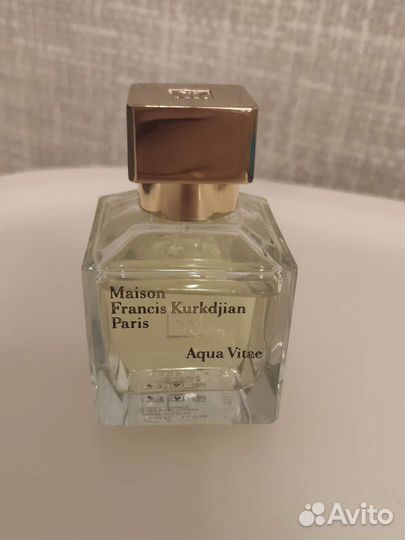 Maison
Francis Kurkdjian
Paris
Aqua Vitae
Avito